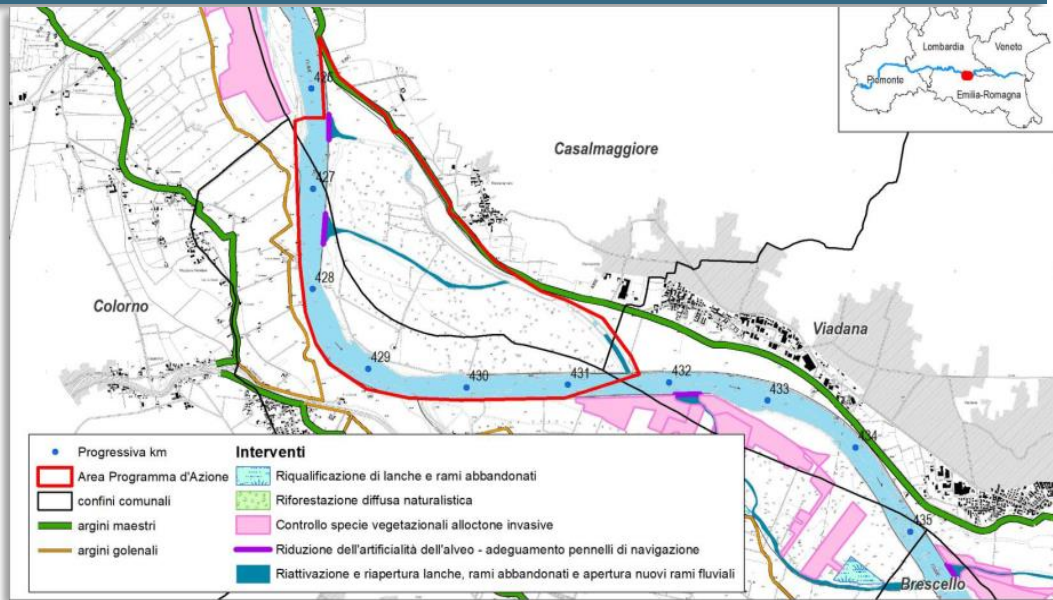 Lombardia
Veneto
Piemonte
Emilia-Romagna
426
Casalmaggiore
427
428
Colorno
Viadana
429
430
431
432
433
434
435
Brescello
Progressiva km
Area Programma d'Azione
confini comunali
argini maestri
argini golenali
Interventi
Riqualificazione di lanche e rami abbandonati
Riforestazione diffusa naturalistica
Controllo specie vegetazionali alloctone invasive
Riduzione dell'artificialità dell'alveo - adeguamento pennelli di navigazione
Riattivazione e riapertura lanche, rami abbandonati e apertura nuovi rami fluviali